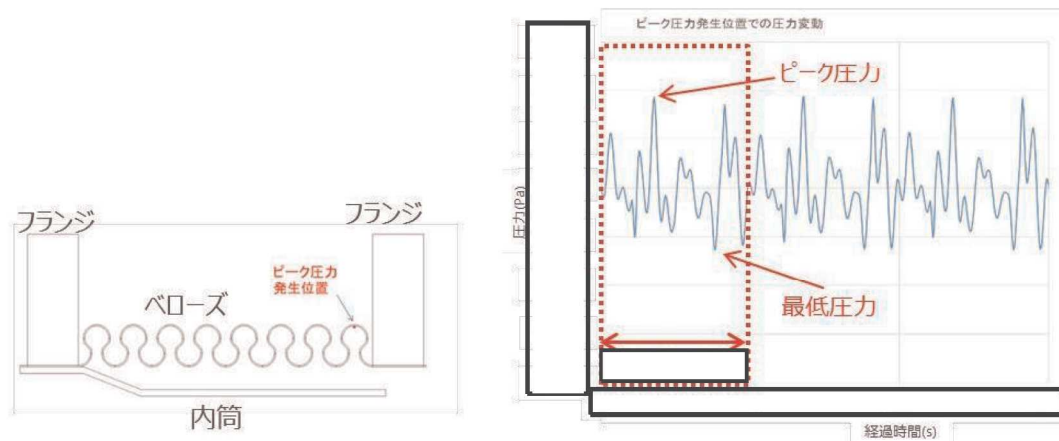 フランジ
フランジ
ベローズ
ピーク圧力
発生位置
内筒
ピーク圧力発生位置での圧力変動
ピーク圧力
最低圧力
圧力(Pa)
経過時間(s)